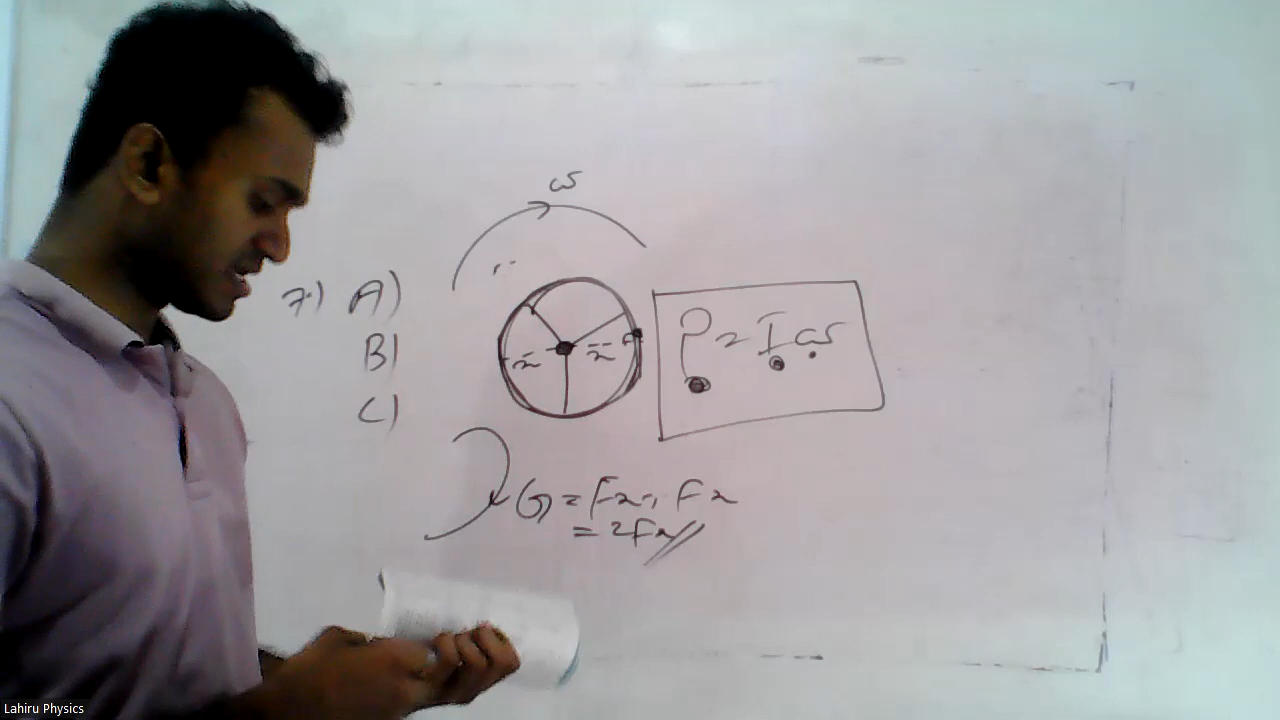 ω
7.) A)
B)
C)
r
x x r
P = I ω
G = Fx + Fx
= 2Fx //
Lahiru Physics